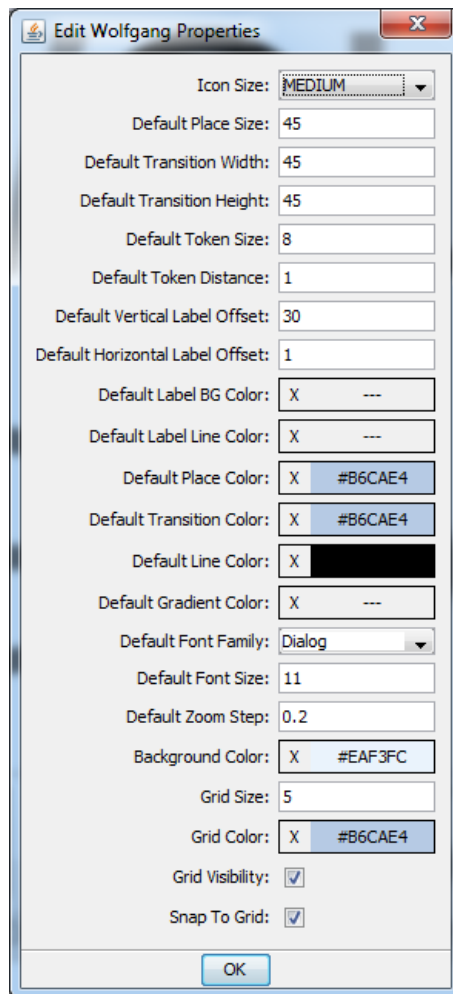 Edit Wolfgang Properties X
Icon Size: MEDIUM
Default Place Size: 45
Default Transition Width: 45
Default Transition Height: 45
Default Token Size: 8
Default Token Distance: 1
Default Vertical Label Offset: 30
Default Horizontal Label Offset: 1
Default Label BG Color: X ---
Default Label Line Color: X ---
Default Place Color: X #B6CAE4
Default Transition Color: X #B6CAE4
Default Line Color: X
Default Gradient Color: X ---
Default Font Family: Dialog
Default Font Size: 11
Default Zoom Step: 0.2
Background Color: X #EAF3FC
Grid Size: 5
Grid Color: X #B6CAE4
Grid Visibility:
Snap To Grid:
OK